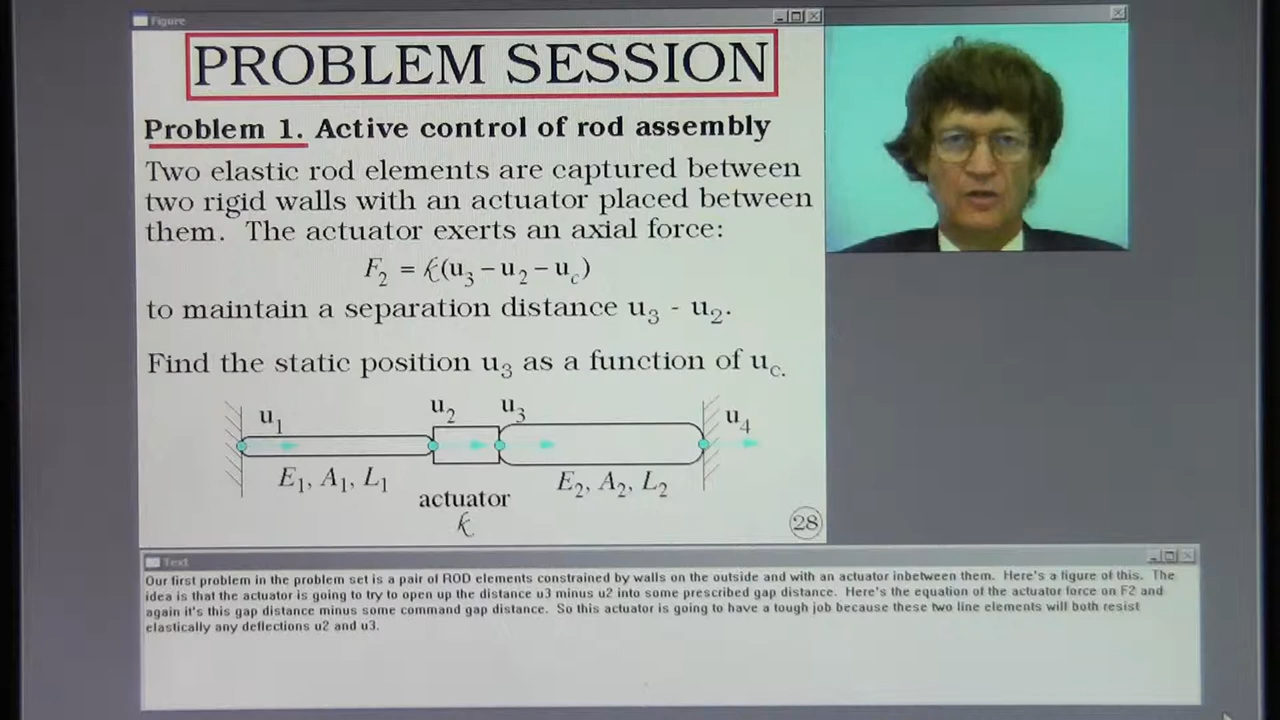 Figure
PROBLEM SESSION
Problem 1. Active control of rod assembly
Two elastic rod elements are captured between
two rigid walls with an actuator placed between
them. The actuator exerts an axial force:
F₂ = k(u₃ – u₂ – u_c)
to maintain a separation distance u₃ - u₂.
Find the static position u₃ as a function of u_c.
u₁ u₂ u₃ u₄
E₁, A₁, L₁ E₂, A₂, L₂
actuator
k
28
Text
Our first problem in the problem set is a pair of ROD elements constrained by walls on the outside and with an actuator inbetween them. Here's a figure of this. The
idea is that the actuator is going to try to open up the distance u3 minus u2 into some prescribed gap distance. Here's the equation of the actuator force on F2 and
again it's this gap distance minus some command gap distance. So this actuator is going to have a tough job because these two line elements will both resist
elastically any deflections u2 and u3.